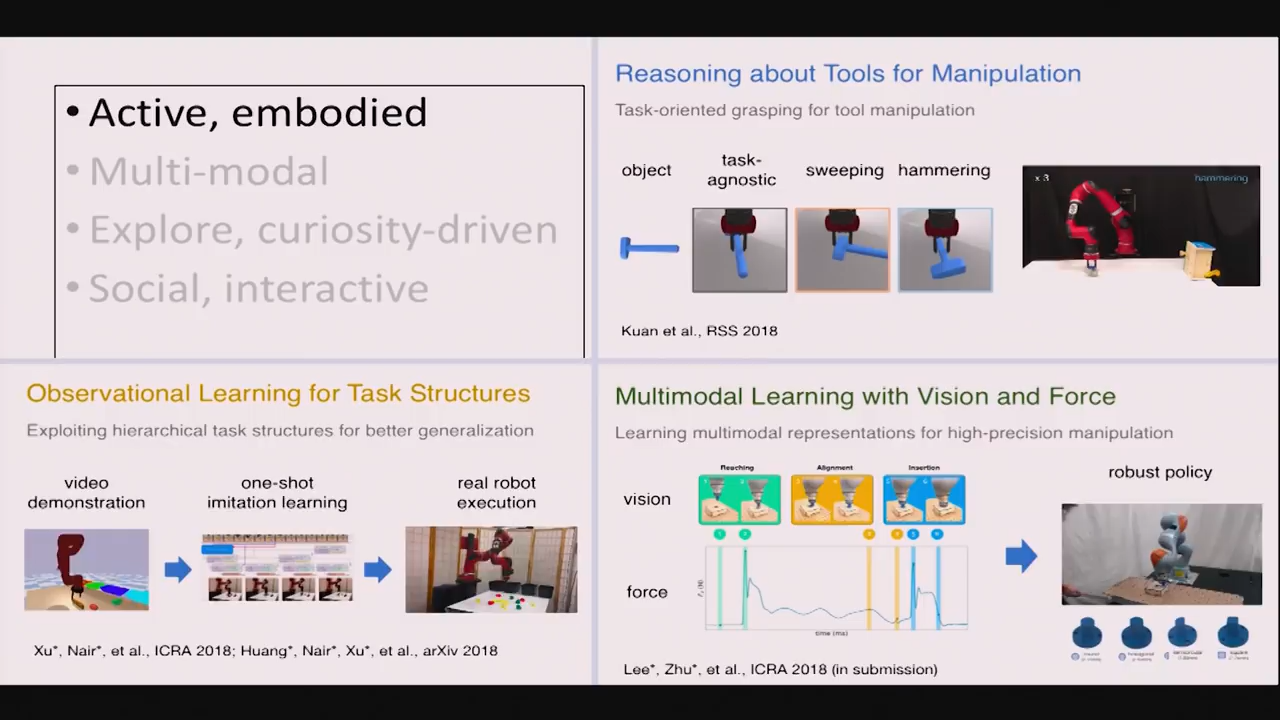 • Active, embodied
• Multi-modal
• Explore, curiosity-driven
• Social, interactive
Reasoning about Tools for Manipulation
Task-oriented grasping for tool manipulation
object
task-
agnostic
sweeping
hammering
x 3
hammering
Kuan et al., RSS 2018
Observational Learning for Task Structures
Exploiting hierarchical task structures for better generalization
video
demonstration
one-shot
imitation learning
real robot
execution
Xu*, Nair*, et al., ICRA 2018; Huang*, Nair*, Xu*, et al., arXiv 2018
Multimodal Learning with Vision and Force
Learning multimodal representations for high-precision manipulation
Reaching
Alignment
Insertion
vision
force
time (ms)
robust policy
Lee*, Zhu*, et al., ICRA 2018 (in submission)